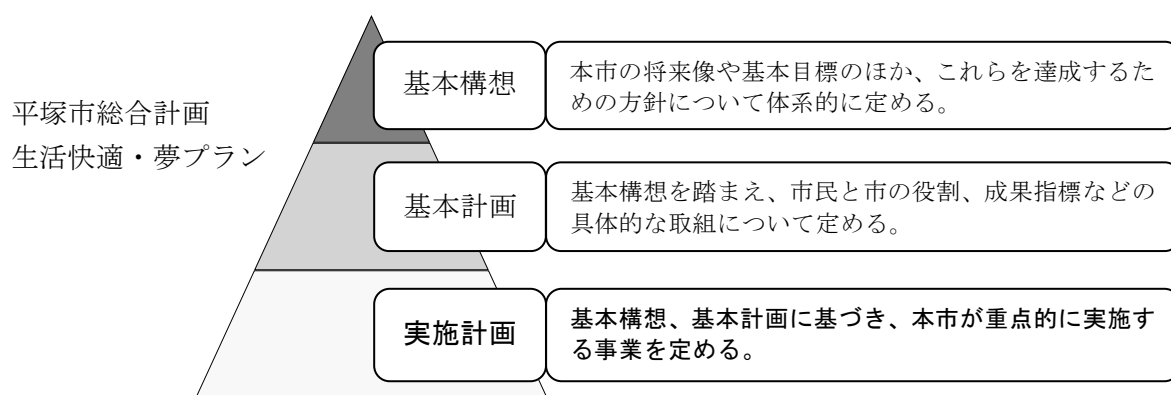 平塚市総合計画
生活快適・夢プラン
基本構想
本市の将来像や基本目標のほか、これらを達成するた
めの方針について体系的に定める。
基本計画
基本構想を踏まえ、市民と市の役割、成果指標などの
具体的な取組について定める。
実施計画
基本構想、基本計画に基づき、本市が重点的に実施す
る事業を定める。